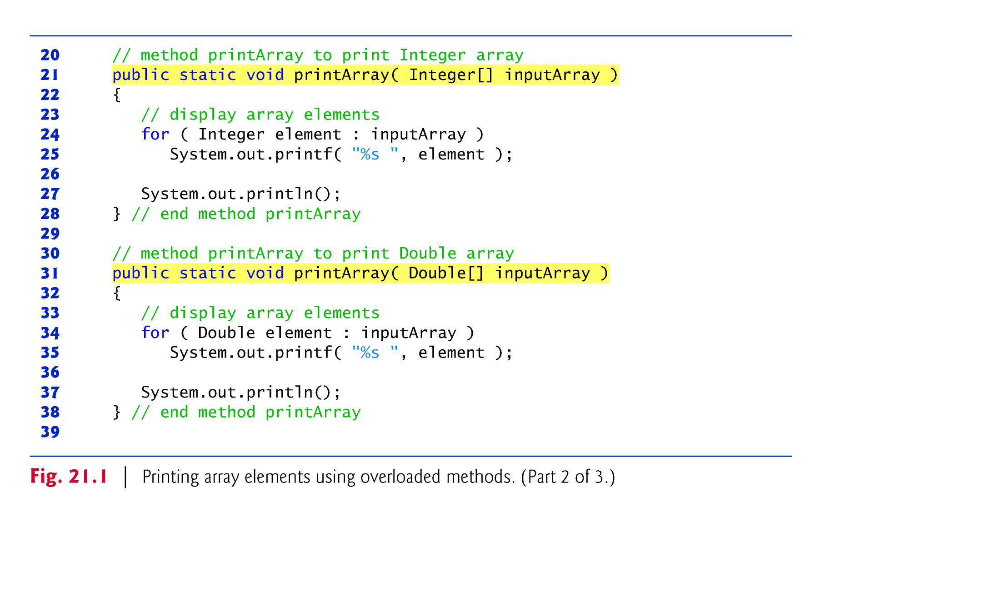 20 // method printArray to print Integer array
21 public static void printArray( Integer[] inputArray )
22 {
23    // display array elements
24    for ( Integer element : inputArray )
25       System.out.printf( "%s ", element );
26
27    System.out.println();
28 } // end method printArray
29
30 // method printArray to print Double array
31 public static void printArray( Double[] inputArray )
32 {
33    // display array elements
34    for ( Double element : inputArray )
35       System.out.printf( "%s ", element );
36
37    System.out.println();
38 } // end method printArray
39
Fig. 21.1 | Printing array elements using overloaded methods. (Part 2 of 3.)